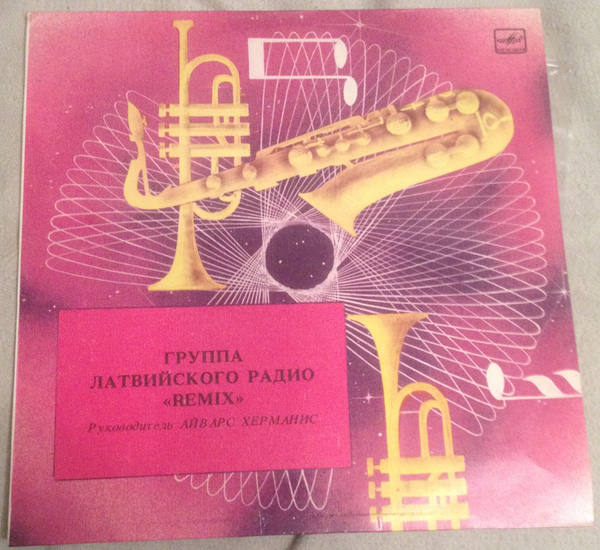 ГРУППА
ЛАТВИЙСКОГО РАДИО
«REMIX»
Руководитель АЙВАРС ХЕРМАНИС